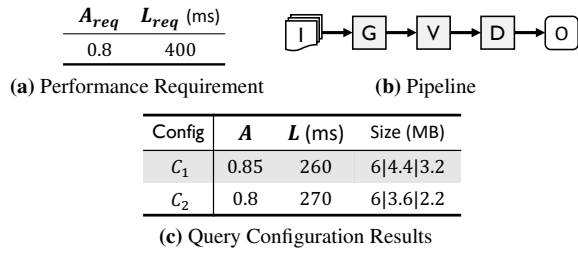 A_req L_req (ms)
0.8 400
(a) Performance Requirement
I G V D O
(b) Pipeline
Config A L (ms) Size (MB)
C_1 0.85 260 6|4.4|3.2
C_2 0.8 270 6|3.6|2.2
(c) Query Configuration Results